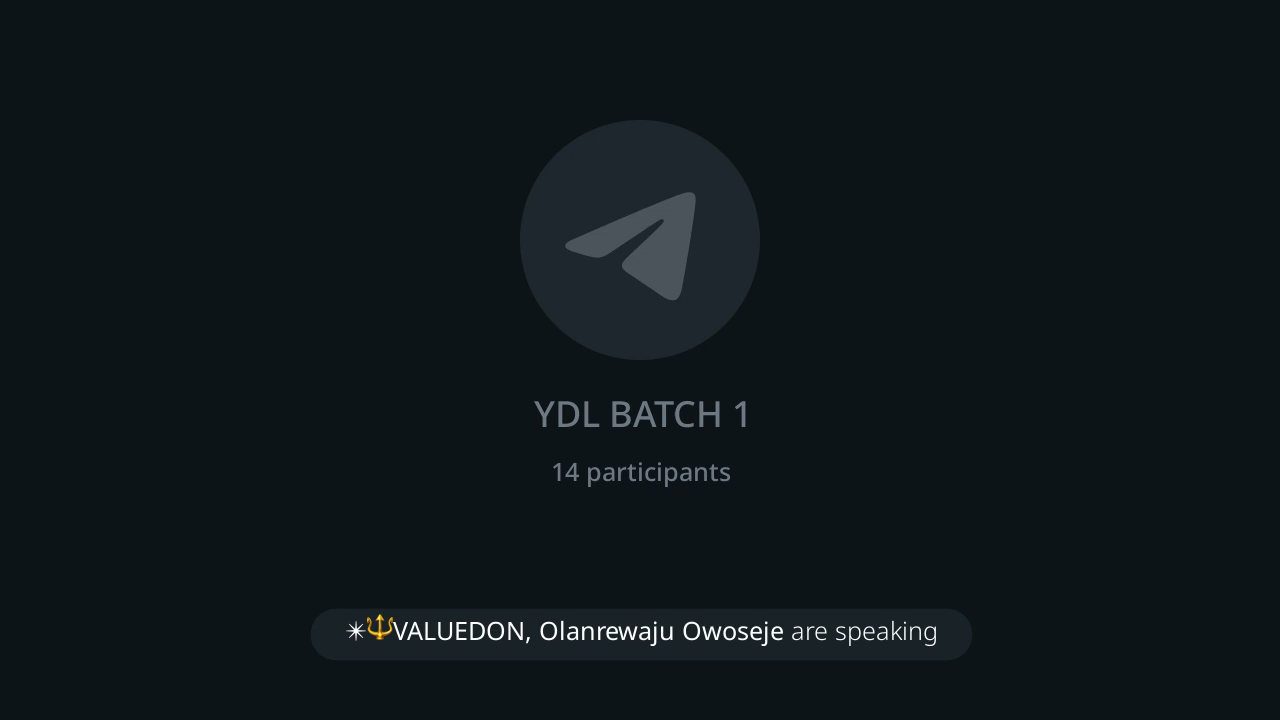 YDL BATCH 1
14 participants
✴🔱VALUEDON, Olanrewaju Owoseje are speaking